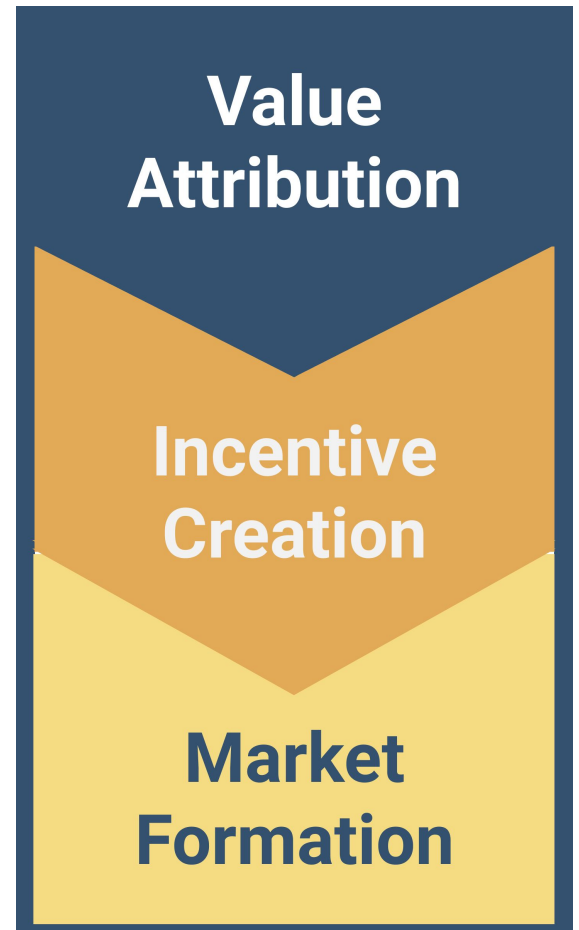 Value
Attribution
Incentive
Creation
Market
Formation